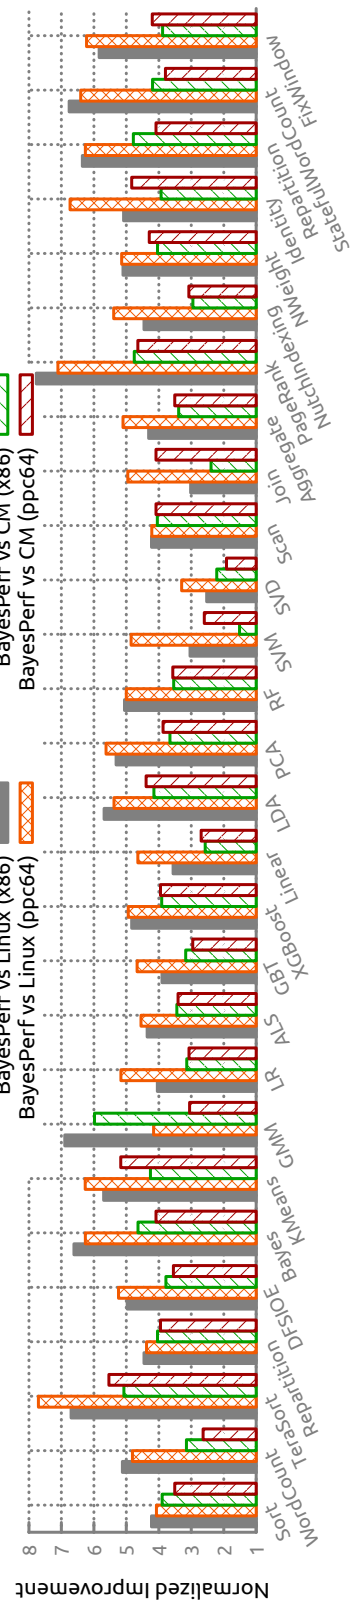 BayesPerf vs Linux (x86)
BayesPerf vs Linux (ppc64)
BayesPerf vs CM (x86)
BayesPerf vs CM (ppc64)
Normalized Improvement
8
7
6
5
4
3
2
1
Sort
WordCount
TeraSort
Repartition
DFSIOE
Bayes
KMeans
GMM
LR
ALS
GBT
XGBoost
Linear
LDA
PCA
RF
SVM
SVD
Scan
Join
Aggregate
PageRank
NutchIndexing
NWeight
Identity
Repartition
StatefulWordCount
FixWindow